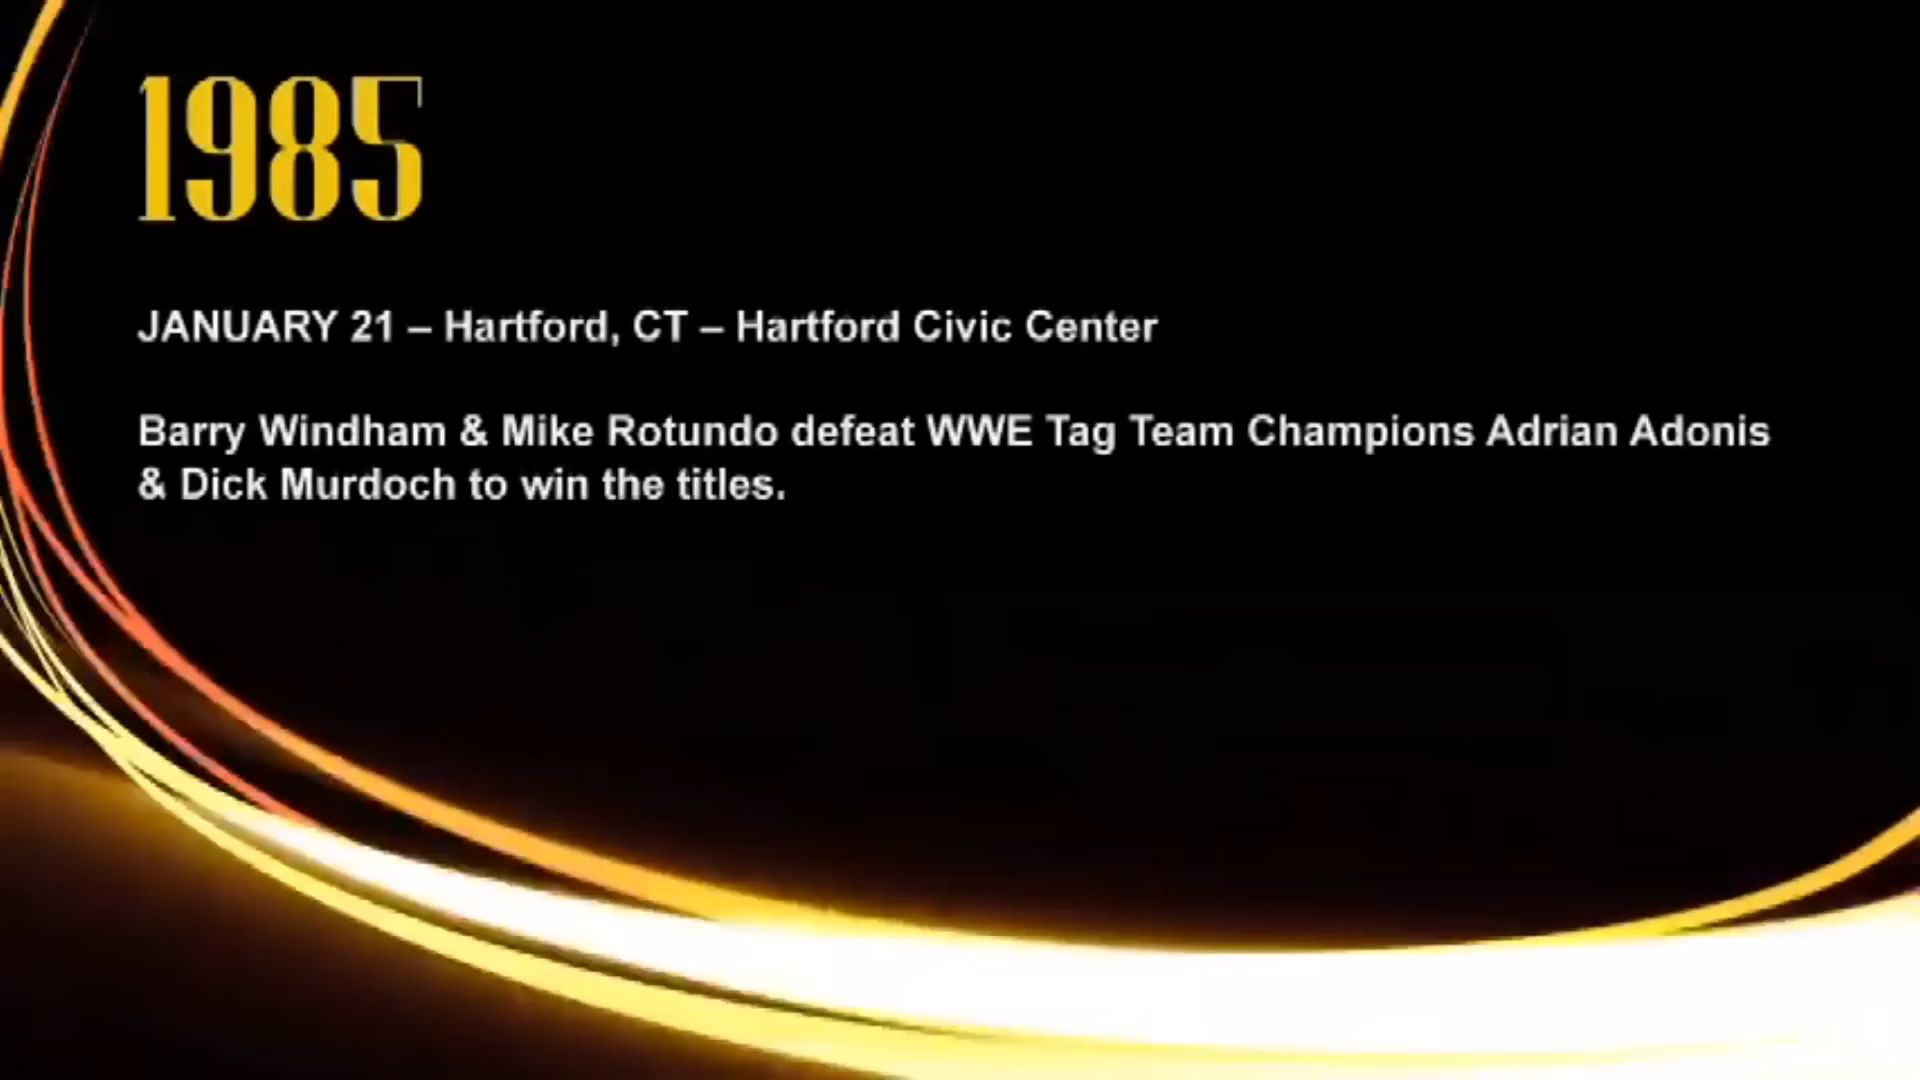 1985
JANUARY 21 – Hartford, CT – Hartford Civic Center
Barry Windham & Mike Rotundo defeat WWE Tag Team Champions Adrian Adonis
& Dick Murdoch to win the titles.